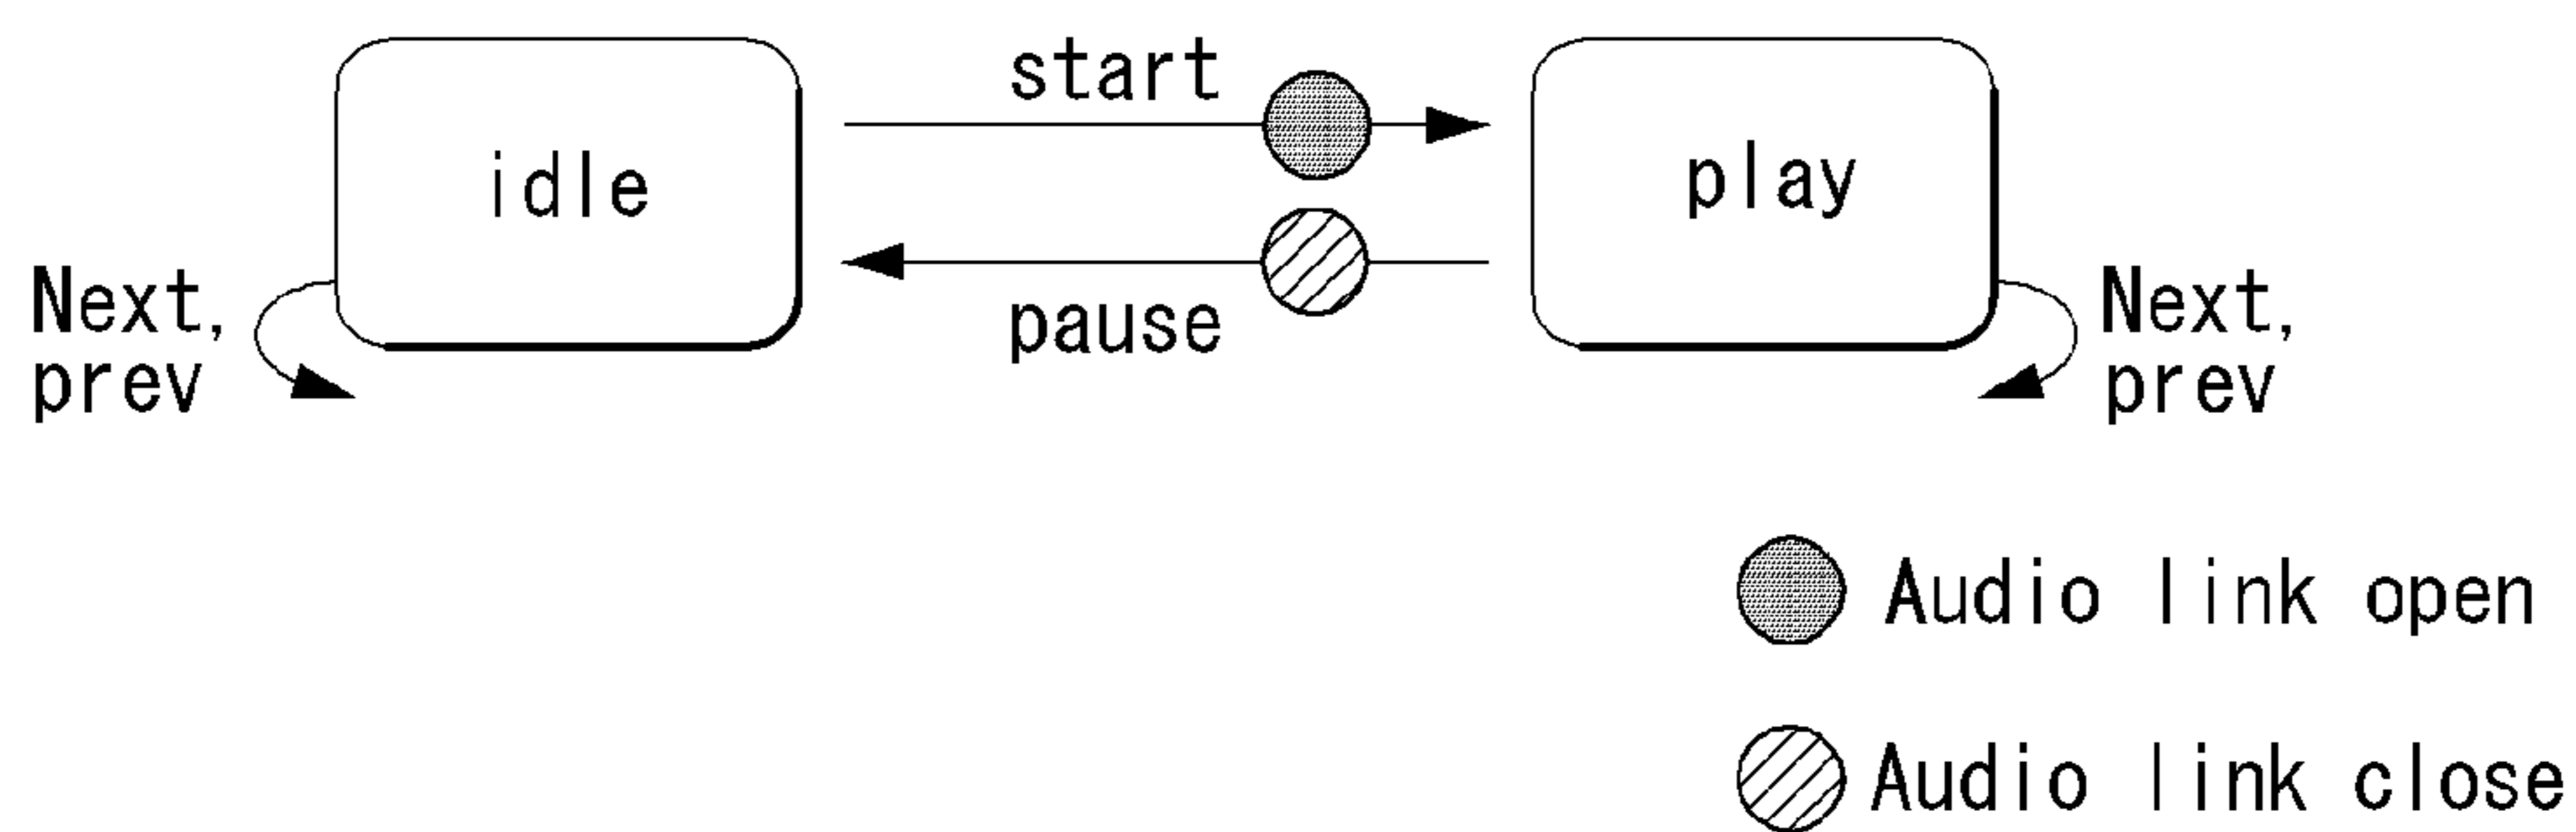 start
idle
play
Next,
prev
pause
Next,
prev
Audio link open
Audio link close